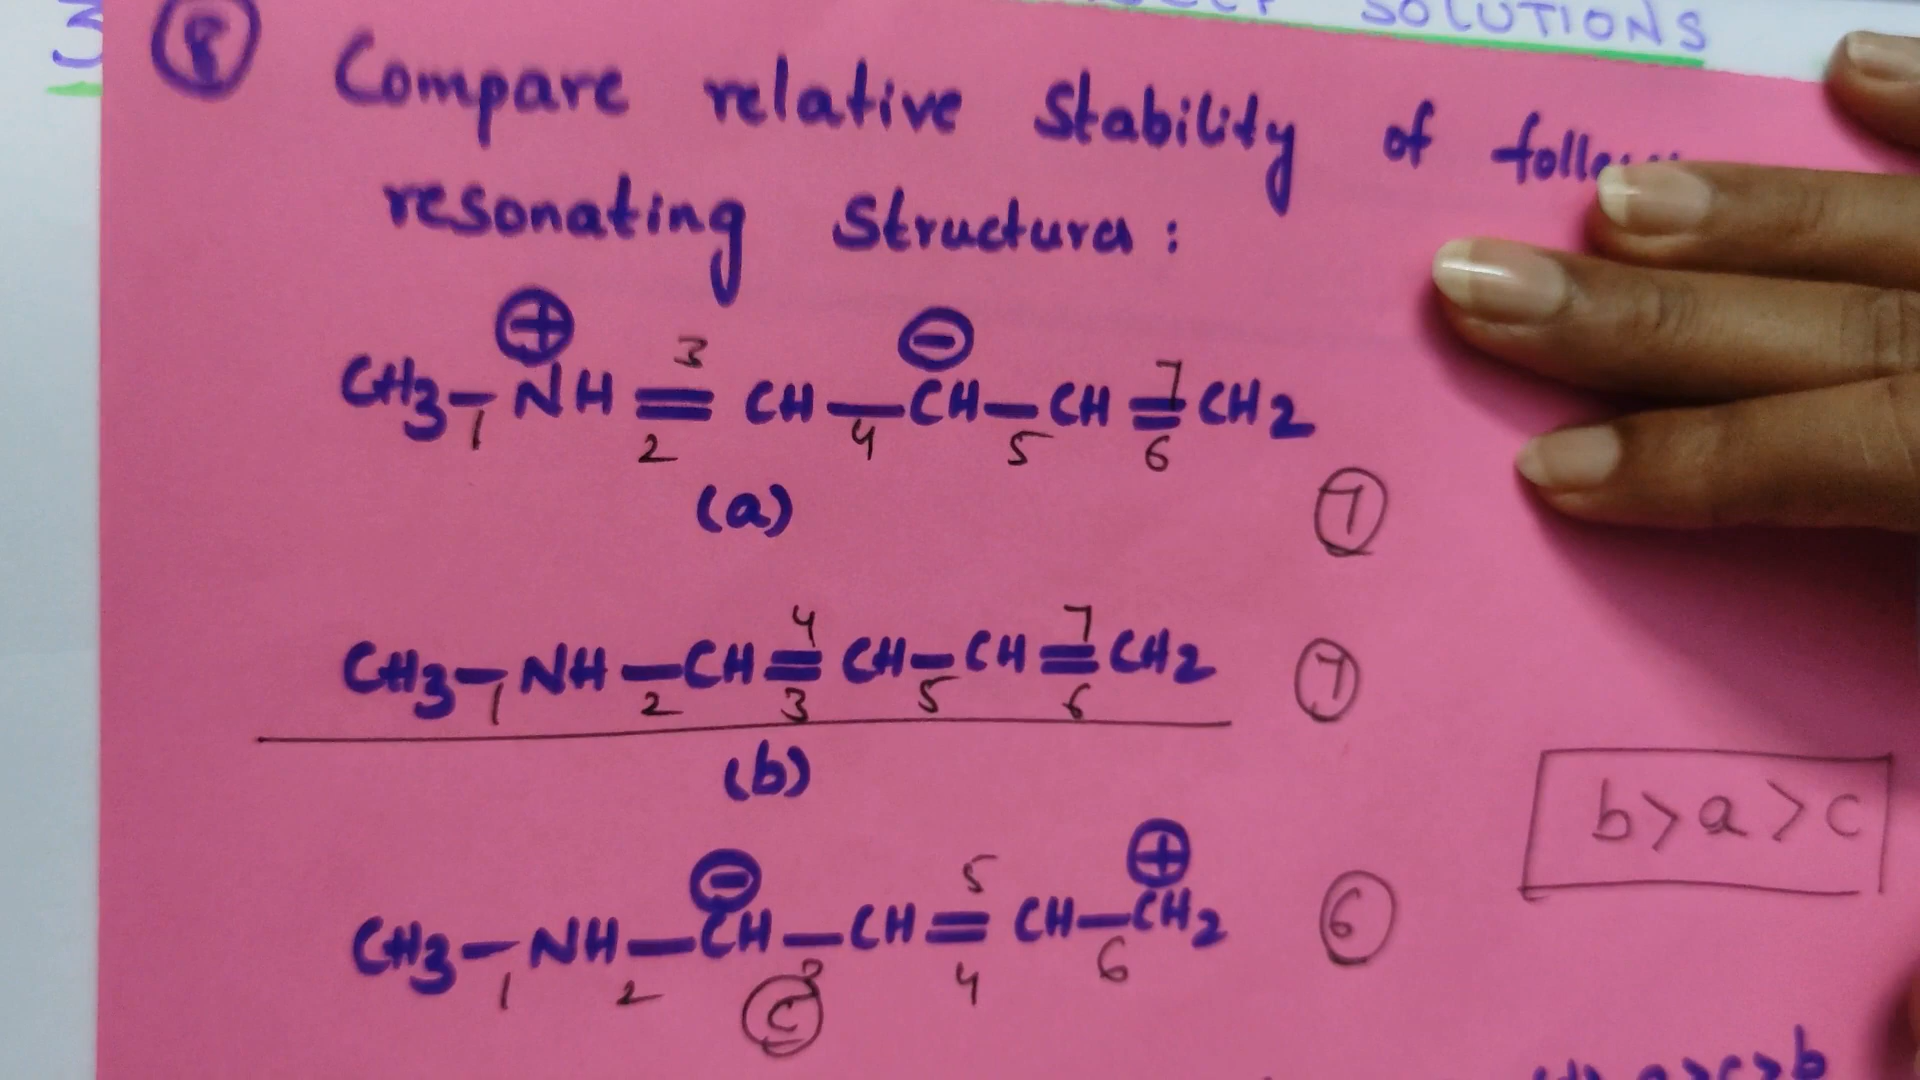 SOLUTIONS
⑧ Compare relative Stability of
resonating Structures:
⊕ 3 ⊖ 7
CH3-NH=CH-CH-CH=CH2
1 2 4 5 6
(a) ⑦
4 7
CH3-NH-CH=CH-CH=CH2 ⑦
1 2 3 5 6
(b)
b>a>c
⊖ 5 ⊕
CH3-NH-CH-CH=CH-CH2 ⑥
1 2 3 4 6
ⓒ